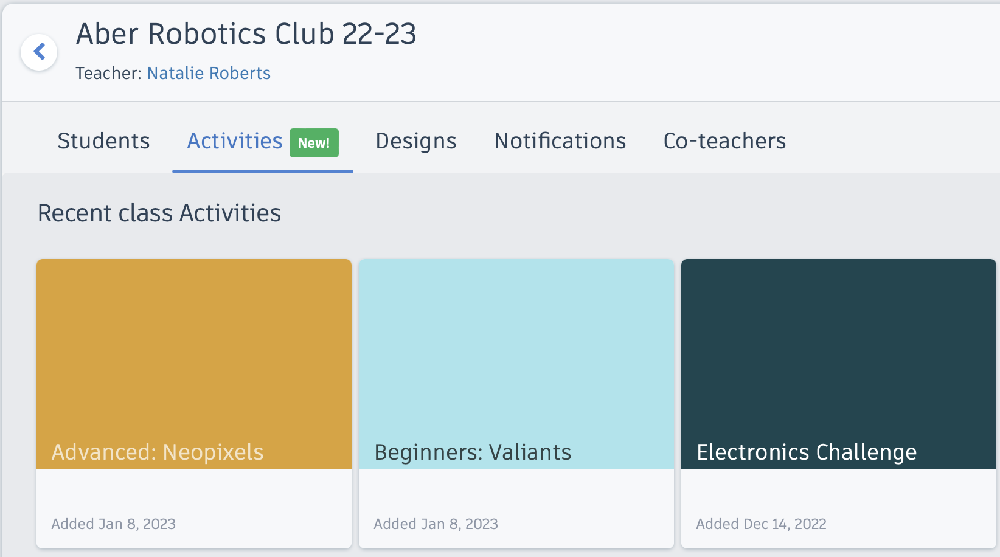 Aber Robotics Club 22-23
Teacher: Natalie Roberts
Students Activities New! Designs Notifications Co-teachers
Recent class Activities
Advanced: Neopixels
Added Jan 8, 2023
Beginners: Valiants
Added Jan 8, 2023
Electronics Challenge
Added Dec 14, 2022